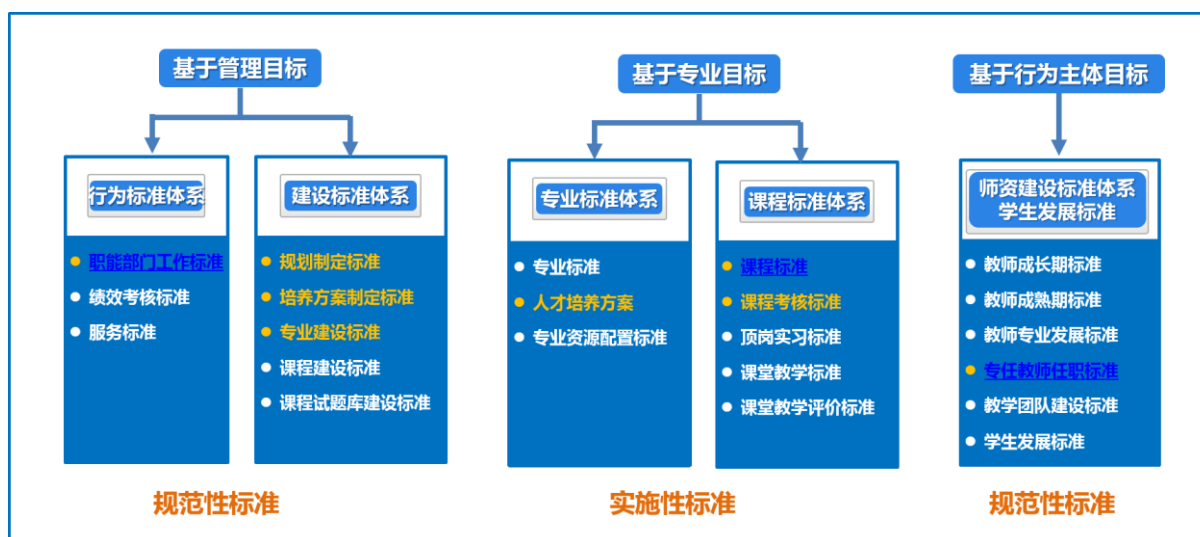 基于管理目标
行为标准体系
职能部门工作标准
绩效考核标准
服务标准
建设标准体系
规划制定标准
培养方案制定标准
专业建设标准
课程建设标准
课程试题库建设标准
规范性标准
基于专业目标
专业标准体系
专业标准
人才培养方案
专业资源配置标准
课程标准体系
课程标准
课程考核标准
顶岗实习标准
课堂教学标准
课堂教学评价标准
实施性标准
基于行为主体目标
师资建设标准体系
学生发展标准
教师成长期标准
教师成熟期标准
教师专业发展标准
专任教师任职标准
教学团队建设标准
学生发展标准
规范性标准